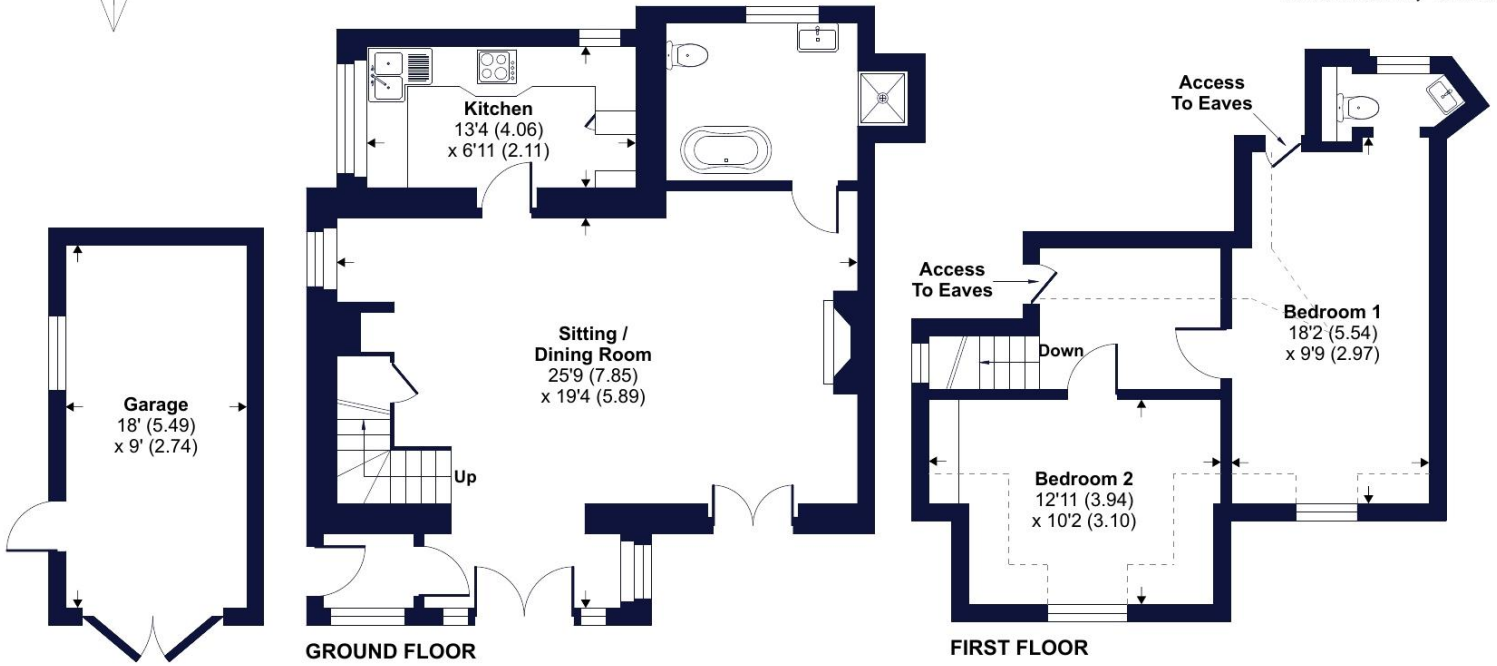 Kitchen
13'4 (4.06)
x 6'11 (2.11)
Access
To Eaves
Access
To Eaves
Sitting /
Dining Room
25'9 (7.85)
x 19'4 (5.89)
Bedroom 1
18'2 (5.54)
x 9'9 (2.97)
Down
Garage
18' (5.49)
x 9' (2.74)
Up
Bedroom 2
12'11 (3.94)
x 10'2 (3.10)
GROUND FLOOR
FIRST FLOOR